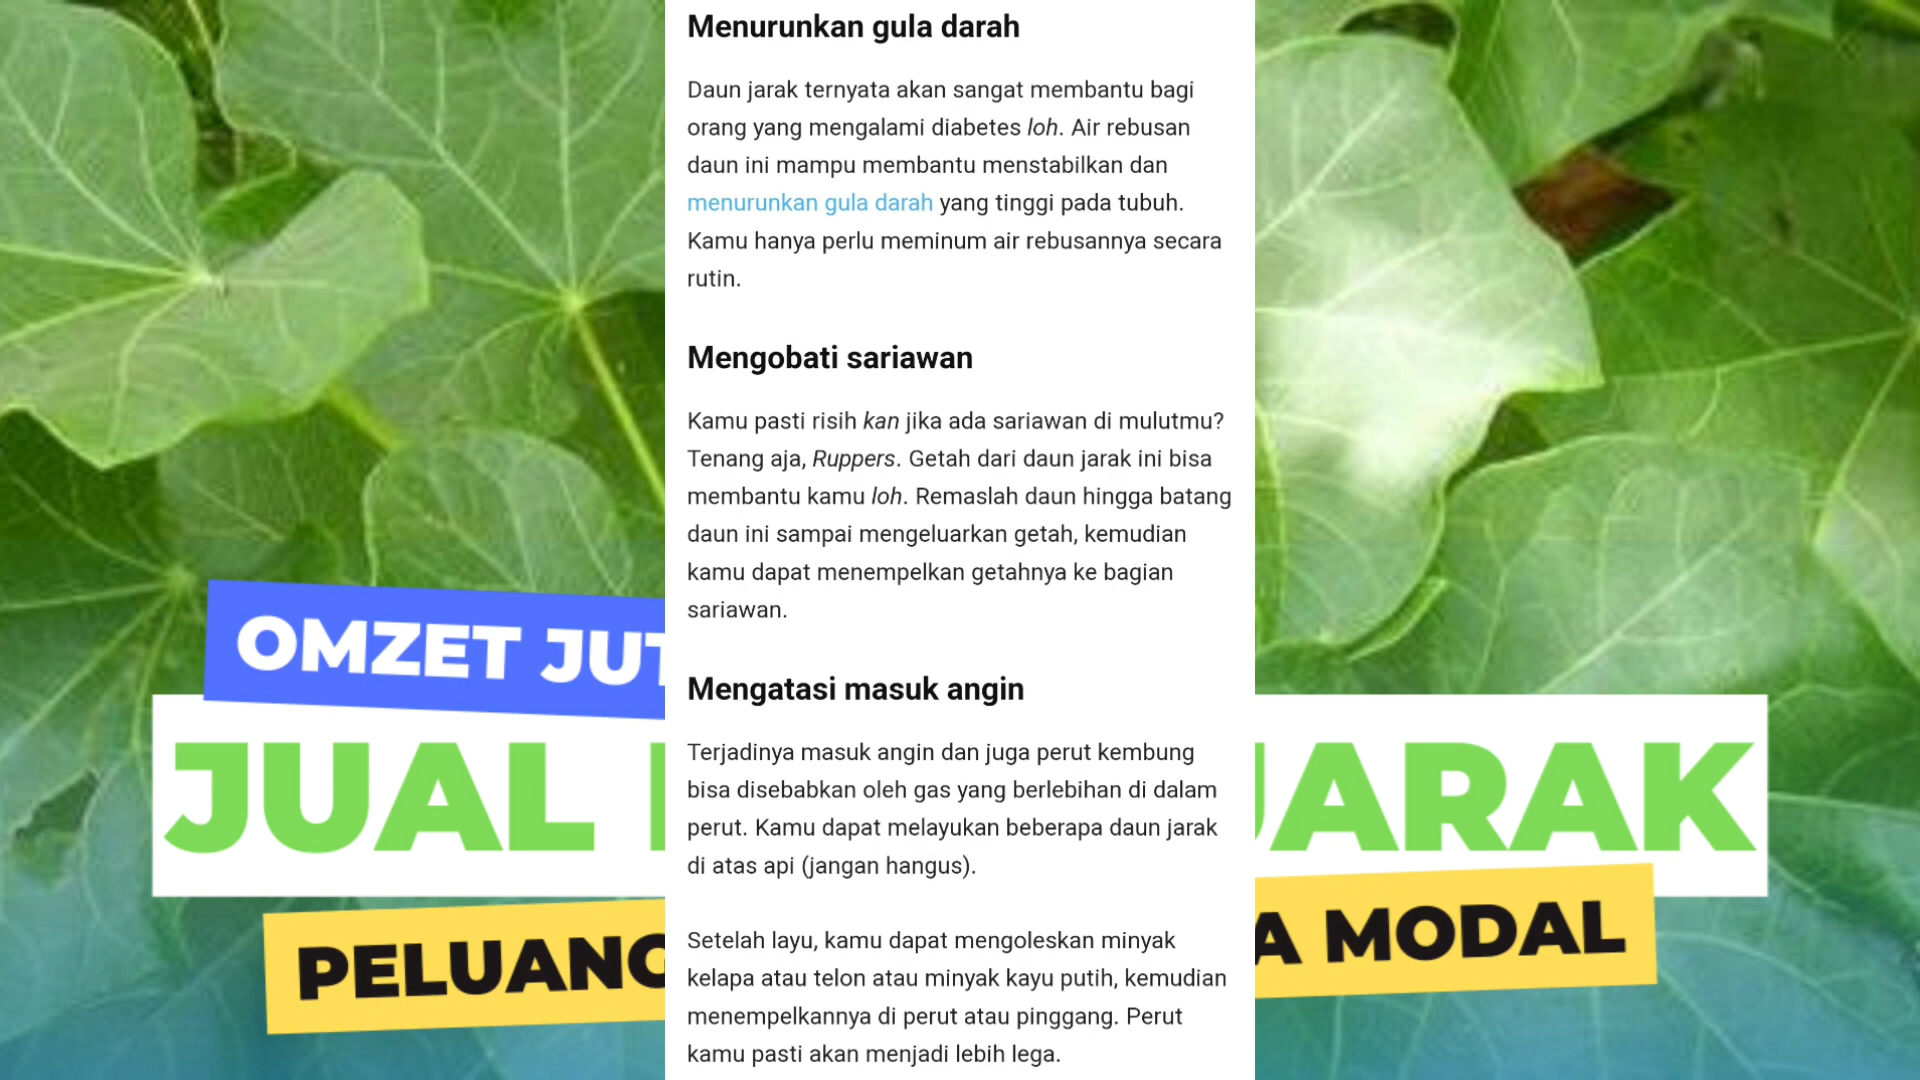 Menurunkan gula darah
Daun jarak ternyata akan sangat membantu bagi
orang yang mengalami diabetes loh. Air rebusan
daun ini mampu membantu menstabilkan dan
menurunkan gula darah yang tinggi pada tubuh.
Kamu hanya perlu meminum air rebusannya secara
rutin.
Mengobati sariawan
Kamu pasti risih kan jika ada sariawan di mulutmu?
Tenang aja, Ruppers. Getah dari daun jarak ini bisa
membantu kamu loh. Remaslah daun hingga batang
daun ini sampai mengeluarkan getah, kemudian
kamu dapat menempelkan getahnya ke bagian
sariawan.
Mengatasi masuk angin
Terjadinya masuk angin dan juga perut kembung
bisa disebabkan oleh gas yang berlebihan di dalam
perut. Kamu dapat melayukan beberapa daun jarak
di atas api (jangan hangus).
Setelah layu, kamu dapat mengoleskan minyak
kelapa atau telon atau minyak kayu putih, kemudian
menempelkannya di perut atau pinggang. Perut
kamu pasti akan menjadi lebih lega.
OMZET JUT
JUAL JARAK
PELUANG A MODAL